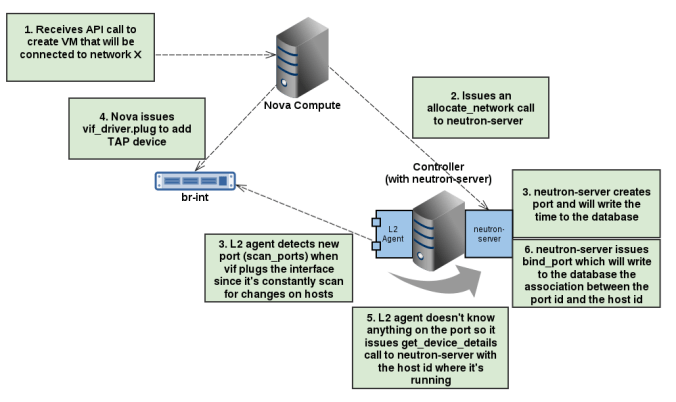 1. Receives API call to
create VM that will be
connected to network X
Nova Compute
2. Issues an
allocate_network call
to neutron-server
4. Nova issues
vif_driver.plug to add
TAP device
br-int
Controller
(with neutron-server)
L2
Agent
neutron-
server
3. neutron-server creates
port and will write the
time to the database
3. L2 agent detects new
port (scan_ports) when
vif plugs the interface
since it's constantly scan
for changes on hosts
6. neutron-server issues
bind_port which will write
to the database the
association between the
port id and the host id
5. L2 agent doesn't know
anything on the port so it
issues get_device_details
call to neutron-server with
the host id where it's
running